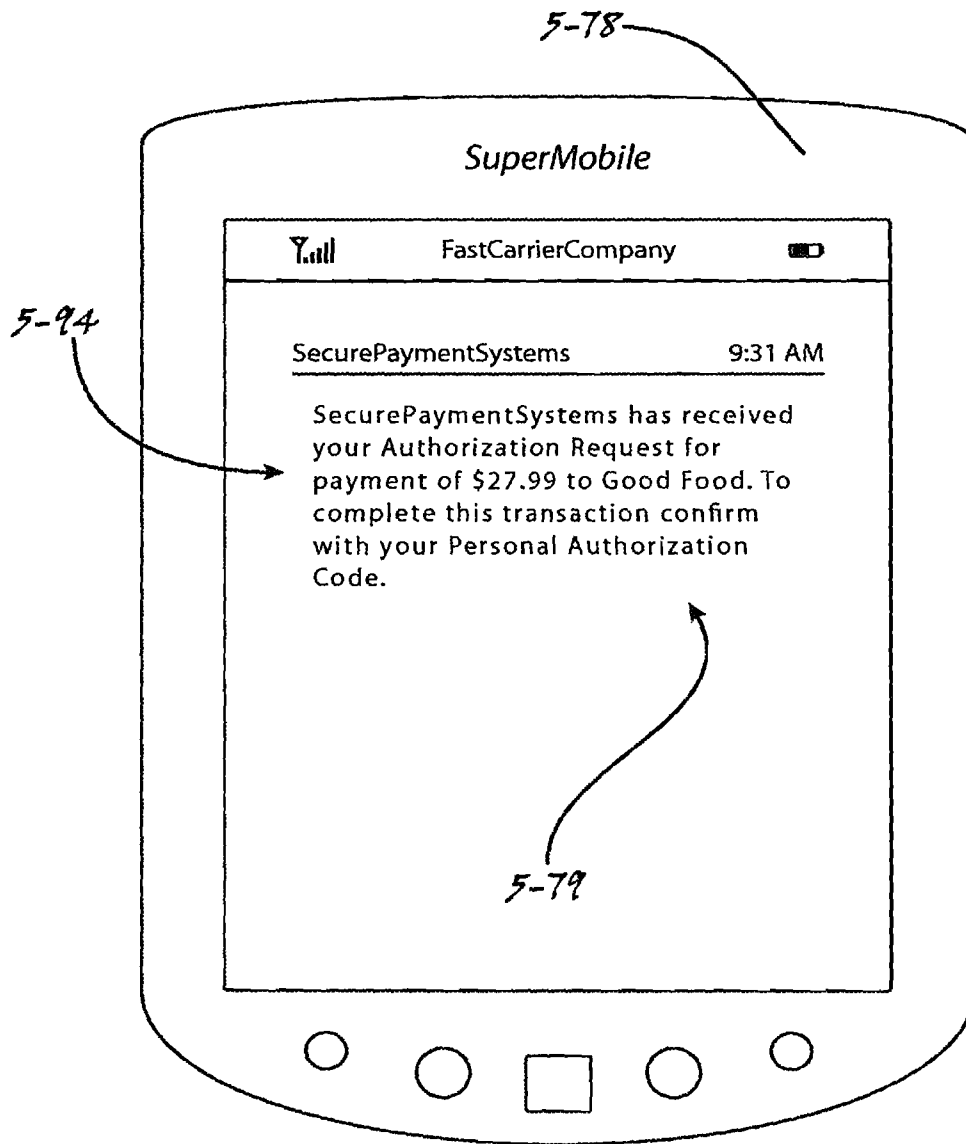 5-78
SuperMobile
FastCarrierCompany
5-94
SecurePaymentSystems 9:31 AM
SecurePaymentSystems has received
your Authorization Request for
payment of $27.99 to Good Food. To
complete this transaction confirm
with your Personal Authorization
Code.
5-79